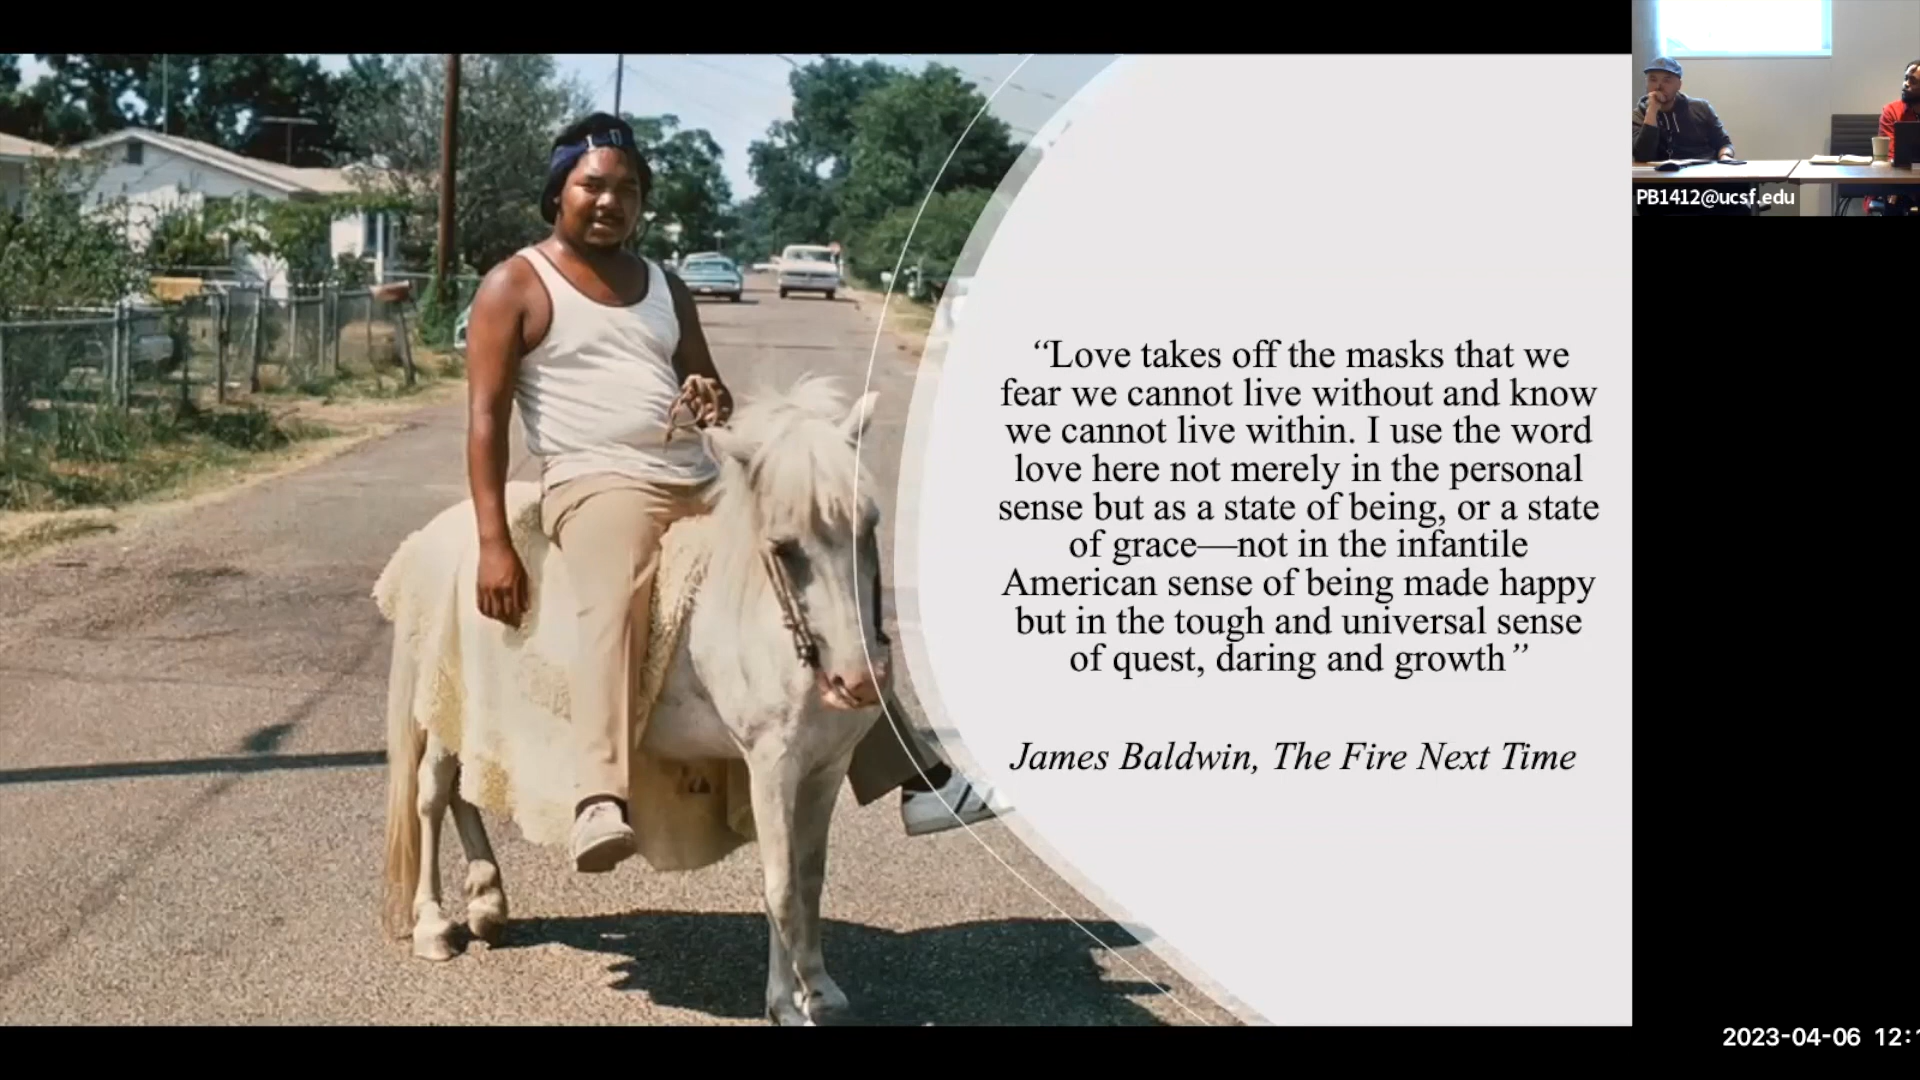 “Love takes off the masks that we
fear we cannot live without and know
we cannot live within. I use the word
love here not merely in the personal
sense but as a state of being, or a state
of grace—not in the infantile
American sense of being made happy
but in the tough and universal sense
of quest, daring and growth”
James Baldwin, The Fire Next Time
PB1412@ucsf.edu
2023-04-06 12: